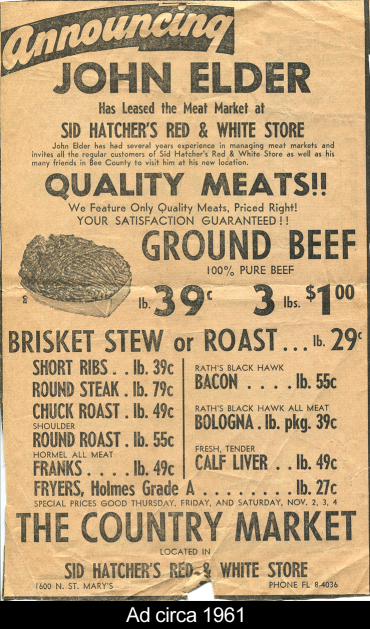 announcing
JOHN ELDER
Has Leased the Meat Market at
SID HATCHER'S RED & WHITE STORE
John Elder has had several years experience in managing meat markets and
invites all the regular customers of Sid Hatcher's Red & White Store as well as his
many friends in Bee County to visit him at his new location.
QUALITY MEATS!!
We Feature Only Quality Meats, Priced Right!
YOUR SATISFACTION GUARANTEED!!
GROUND BEEF
100% PURE BEEF
lb. 39c 3 lbs. $1.00
BRISKET STEW or ROAST... lb. 29c
SHORT RIBS . . lb. 39c
ROUND STEAK . lb. 79c
CHUCK ROAST . lb. 49c
SHOULDER
ROUND ROAST . lb. 55c
HORMEL ALL MEAT
FRANKS . . . . lb. 49c
RATH'S BLACK HAWK
BACON . . . . lb. 55c
RATH'S BLACK HAWK ALL MEAT
BOLOGNA . lb. pkg. 39c
FRESH, TENDER
CALF LIVER . . lb. 49c
FRYERS, Holmes Grade A . . . . . . . . lb. 27c
SPECIAL PRICES GOOD THURSDAY, FRIDAY, AND SATURDAY, NOV. 2, 3, 4
THE COUNTRY MARKET
LOCATED IN
SID HATCHER'S RED & WHITE STORE
1600 N. ST. MARY'S PHONE FL 8-4036
Ad circa 1961